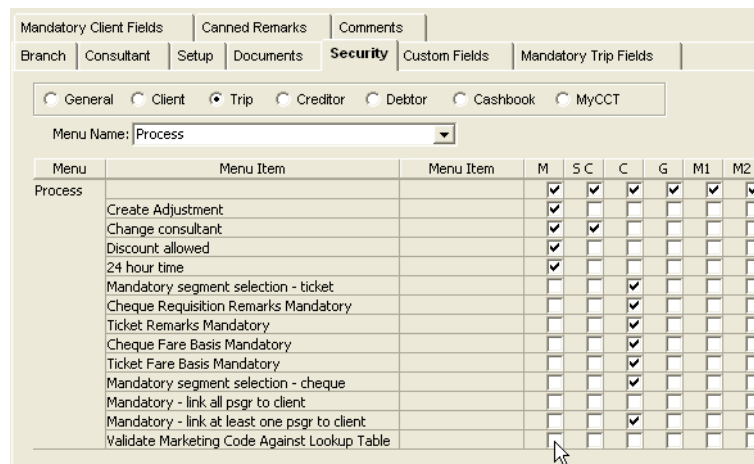 Mandatory Client Fields Canned Remarks Comments
Branch Consultant Setup Documents Security Custom Fields Mandatory Trip Fields
General Client Trip Creditor Debtor Cashbook MyCCT
Menu Name: Process
Menu Menu Item Menu Item M S C C G M1 M2
Process
Create Adjustment
Change consultant
Discount allowed
24 hour time
Mandatory segment selection - ticket
Cheque Requisition Remarks Mandatory
Ticket Remarks Mandatory
Cheque Fare Basis Mandatory
Ticket Fare Basis Mandatory
Mandatory segment selection - cheque
Mandatory - link all psgr to client
Mandatory - link at least one psgr to client
Validate Marketing Code Against Lookup Table